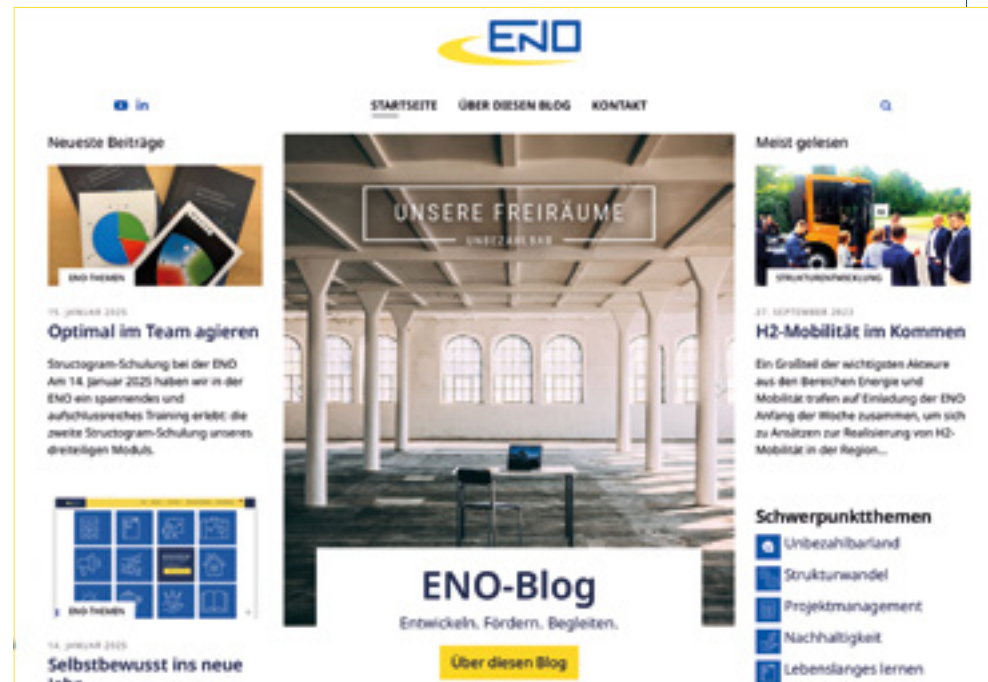 ENO
in
STARTSEITE ÜBER DIESEN BLOG KONTAKT
Neueste Beiträge
ENO-THEMEN
15. JANUAR 2025
Optimal im Team agieren
Structogram-Schulung bei der ENO
Am 14. Januar 2025 haben wir in der
ENO ein spannendes und
aufschlussreiches Training erlebt: die
zweite Structogram-Schulung unseres
dreiteiligen Moduls.
ENO-THEMEN
14. JANUAR 2025
Selbstbewusst ins neue
Jahr
UNSERE FREIRÄUME
UNBEZAHLBAR
ENO-Blog
Entwickeln. Fördern. Begleiten.
Über diesen Blog
Meist gelesen
STRUKTURENTWICKLUNG
27. SEPTEMBER 2023
H2-Mobilität im Kommen
Ein Großteil der wichtigsten Akteure
aus den Bereichen Energie und
Mobilität trafen auf Einladung der ENO
Anfang der Woche zusammen, um sich
zu Ansätzen zur Realisierung von H2-
Mobilität in der Region...
Schwerpunktthemen
Unbezahlbarland
Strukturwandel
Projektmanagement
Nachhaltigkeit
Lebenslanges lernen